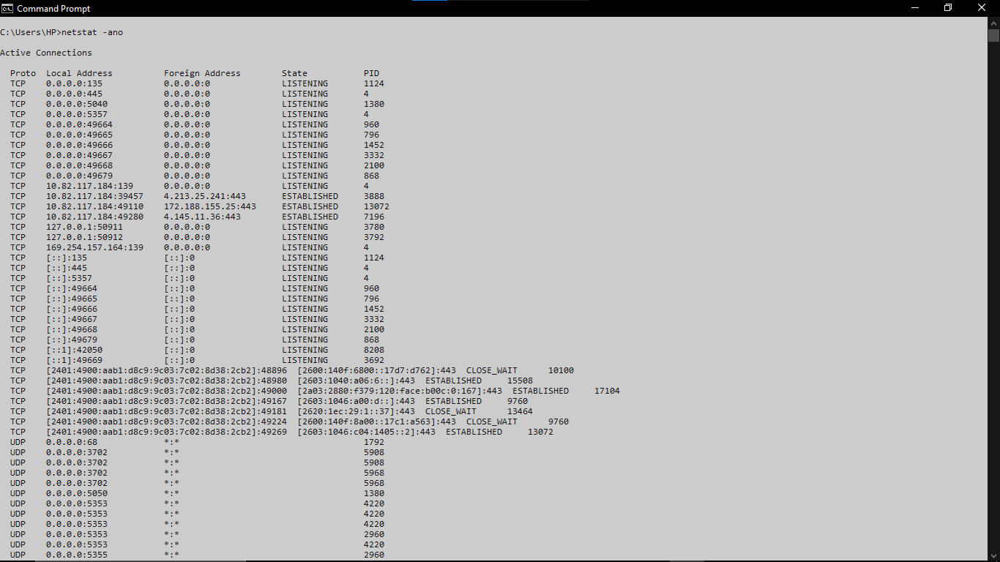 Command Prompt
C:\Users\HP>netstat -ano
Active Connections
Proto  Local Address          Foreign Address        State           PID
TCP    0.0.0.0:135            0.0.0.0:0              LISTENING       1124
TCP    0.0.0.0:445            0.0.0.0:0              LISTENING       4
TCP    0.0.0.0:5040           0.0.0.0:0              LISTENING       1380
TCP    0.0.0.0:5357           0.0.0.0:0              LISTENING       4
TCP    0.0.0.0:49664          0.0.0.0:0              LISTENING       960
TCP    0.0.0.0:49665          0.0.0.0:0              LISTENING       796
TCP    0.0.0.0:49666          0.0.0.0:0              LISTENING       1452
TCP    0.0.0.0:49667          0.0.0.0:0              LISTENING       3332
TCP    0.0.0.0:49668          0.0.0.0:0              LISTENING       2100
TCP    0.0.0.0:49679          0.0.0.0:0              LISTENING       868
TCP    10.82.117.184:139      0.0.0.0:0              LISTENING       4
TCP    10.82.117.184:39457    4.213.25.241:443       ESTABLISHED     3888
TCP    10.82.117.184:49110    172.188.155.25:443     ESTABLISHED     13072
TCP    10.82.117.184:49280    4.145.11.36:443        ESTABLISHED     7196
TCP    127.0.0.1:50911        0.0.0.0:0              LISTENING       3780
TCP    127.0.0.1:50912        0.0.0.0:0              LISTENING       3792
TCP    169.254.157.164:139    0.0.0.0:0              LISTENING       4
TCP    [::]:135               [::]:0                 LISTENING       1124
TCP    [::]:445               [::]:0                 LISTENING       4
TCP    [::]:5357              [::]:0                 LISTENING       4
TCP    [::]:49664             [::]:0                 LISTENING       960
TCP    [::]:49665             [::]:0                 LISTENING       796
TCP    [::]:49666             [::]:0                 LISTENING       1452
TCP    [::]:49667             [::]:0                 LISTENING       3332
TCP    [::]:49668             [::]:0                 LISTENING       2100
TCP    [::]:49679             [::]:0                 LISTENING       868
TCP    [::1]:42050            [::]:0                 LISTENING       8208
TCP    [::1]:49669            [::]:0                 LISTENING       3692
TCP    [2401:4900:aab1:d8c9:9c03:7c02:8d38:2cb2]:48896  [2600:140f:6800::17d7:d762]:443  CLOSE_WAIT      10100
TCP    [2401:4900:aab1:d8c9:9c03:7c02:8d38:2cb2]:48980  [2603:1040:a06:6::]:443  ESTABLISHED     15508
TCP    [2401:4900:aab1:d8c9:9c03:7c02:8d38:2cb2]:49000  [2a03:2880:f379:120:face:b00c:0:167]:443  ESTABLISHED     17104
TCP    [2401:4900:aab1:d8c9:9c03:7c02:8d38:2cb2]:49167  [2603:1046:a00:d::]:443  ESTABLISHED     9760
TCP    [2401:4900:aab1:d8c9:9c03:7c02:8d38:2cb2]:49181  [2620:1ec:29:1::37]:443  CLOSE_WAIT      13464
TCP    [2401:4900:aab1:d8c9:9c03:7c02:8d38:2cb2]:49224  [2600:140f:8a00::17c1:a563]:443  CLOSE_WAIT      9760
TCP    [2401:4900:aab1:d8c9:9c03:7c02:8d38:2cb2]:49269  [2603:1046:c04:1405::2]:443  ESTABLISHED     13072
UDP    0.0.0.0:68             *:*                                    1792
UDP    0.0.0.0:3702           *:*                                    5908
UDP    0.0.0.0:3702           *:*                                    5908
UDP    0.0.0.0:3702           *:*                                    5968
UDP    0.0.0.0:3702           *:*                                    5968
UDP    0.0.0.0:5050           *:*                                    1380
UDP    0.0.0.0:5353           *:*                                    4220
UDP    0.0.0.0:5353           *:*                                    4220
UDP    0.0.0.0:5353           *:*                                    4220
UDP    0.0.0.0:5353           *:*                                    2960
UDP    0.0.0.0:5353           *:*                                    4220
UDP    0.0.0.0:5355           *:*                                    2960